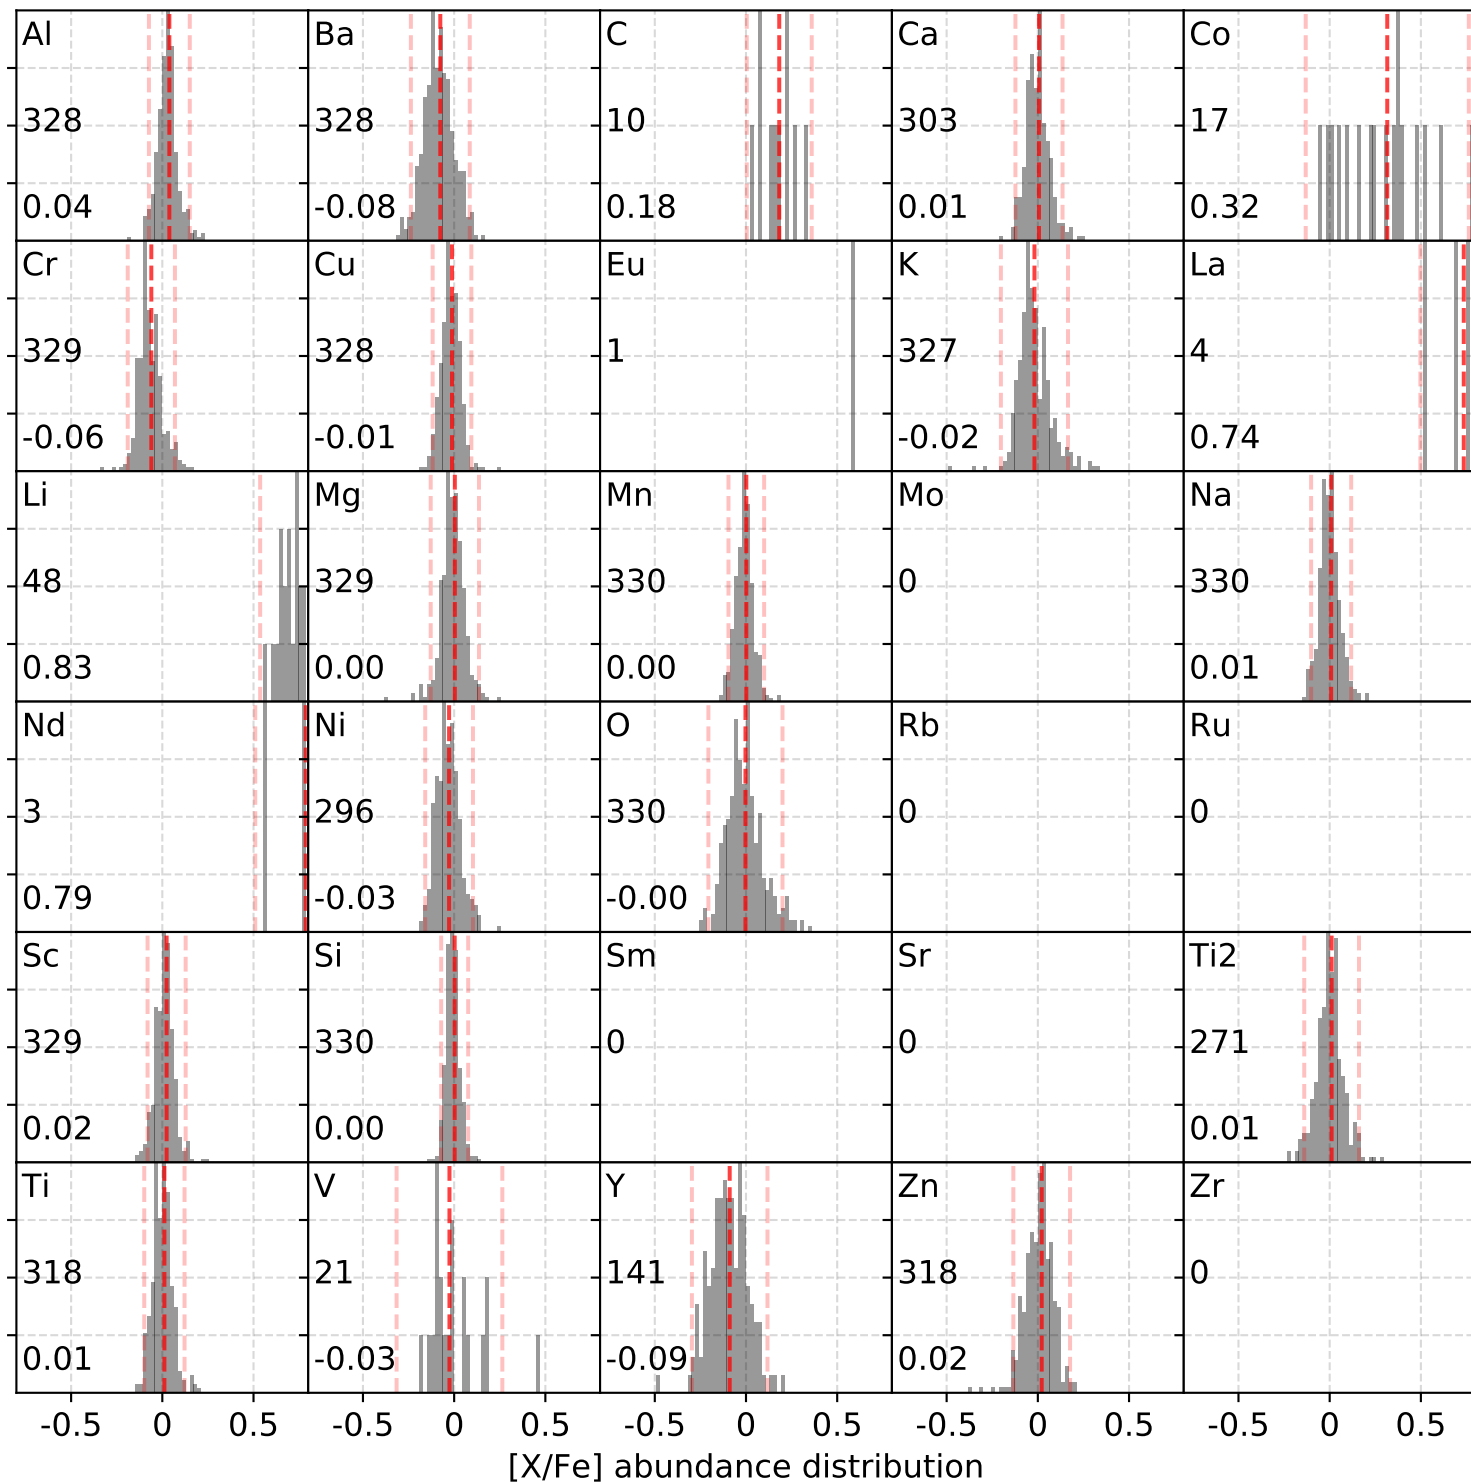 Al
328
0.04
Ba
328
-0.08
C
10
0.18
Ca
303
0.01
Co
17
0.32
Cr
329
-0.06
Cu
328
-0.01
Eu
1
K
327
-0.02
La
4
0.74
Li
48
0.83
Mg
329
0.00
Mn
330
0.00
Mo
0
Na
330
0.01
Nd
3
0.79
Ni
296
-0.03
O
330
-0.00
Rb
0
Ru
0
Sc
329
0.02
Si
330
0.00
Sm
0
Sr
0
Ti2
271
0.01
Ti
318
0.01
V
21
-0.03
Y
141
-0.09
Zn
318
0.02
Zr
0
-0.5 0 0.5 -0.5 0 0.5 -0.5 0 0.5 -0.5 0 0.5 -0.5 0 0.5
[X/Fe] abundance distribution